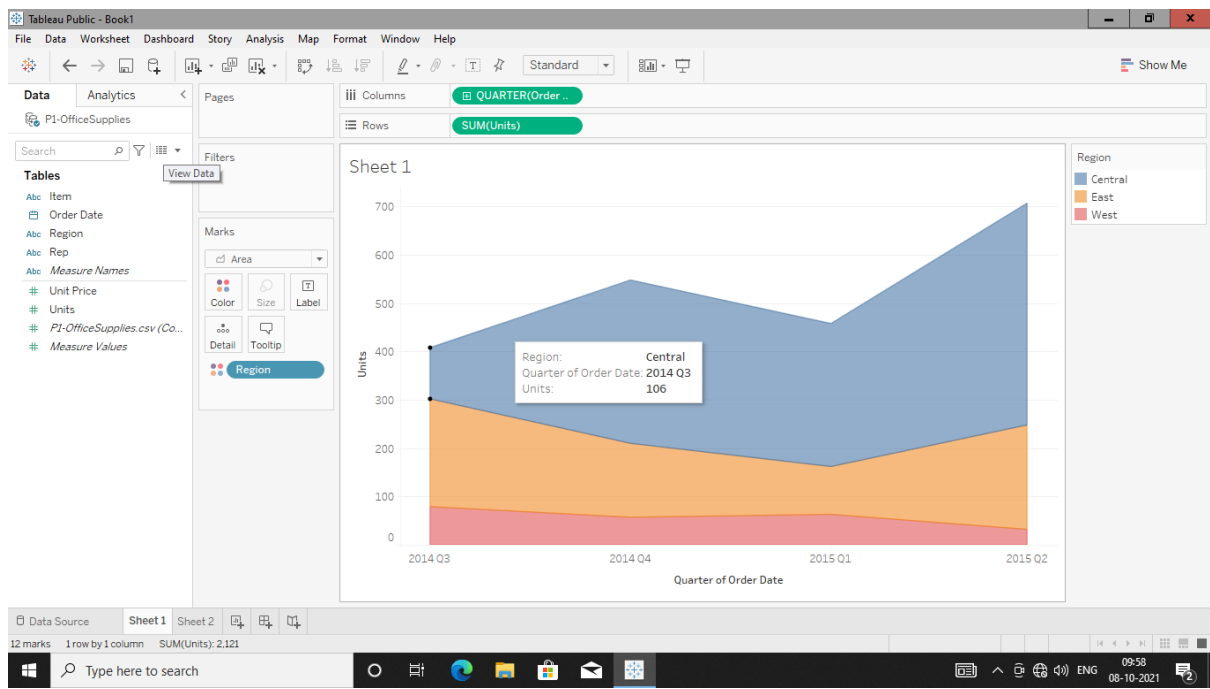 Tableau Public - Book1
File Data Worksheet Dashboard Story Analysis Map Format Window Help
Standard
Show Me
Data Analytics
P1-OfficeSupplies
Search
View Data
Tables
Abc Item
Order Date
Abc Region
Abc Rep
Abc Measure Names
# Unit Price
# Units
# P1-OfficeSupplies.csv (Co...
# Measure Values
Pages
Filters
Marks
Area
Color Size Label
Detail Tooltip
Region
Columns
QUARTER(Order ..
Rows
SUM(Units)
Sheet 1
Units
700
600
500
400
300
200
100
0
Region: Central
Quarter of Order Date: 2014 Q3
Units: 106
2014 Q3 2014 Q4 2015 Q1 2015 Q2
Quarter of Order Date
Region
Central
East
West
Data Source Sheet 1 Sheet 2
12 marks 1 row by 1 column SUM(Units): 2,121
Type here to search
ENG
09:58
08-10-2021
2